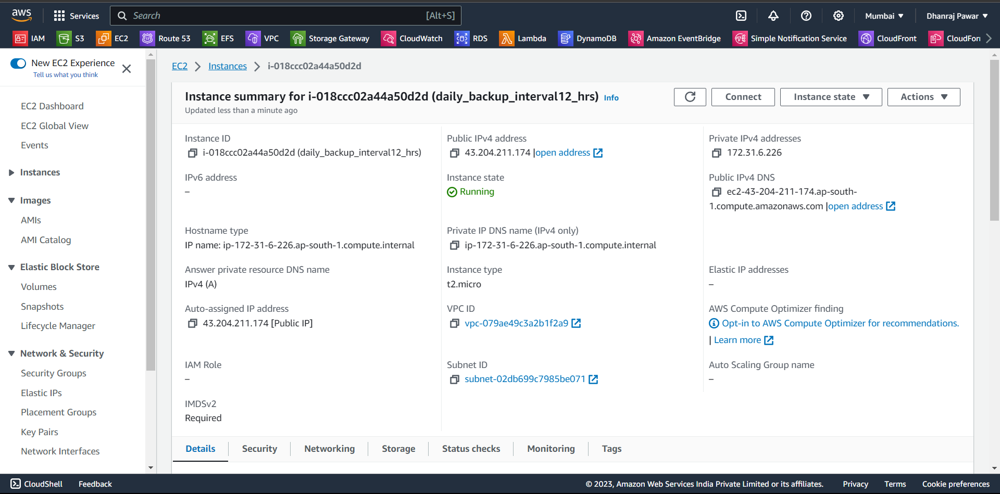 aws
Services
Search
[Alt+S]
Mumbai
Dhanraj Pawar
IAM
S3
EC2
Route 53
EFS
VPC
Storage Gateway
CloudWatch
RDS
Lambda
DynamoDB
Amazon EventBridge
Simple Notification Service
CloudFront
CloudFor
New EC2 Experience
Tell us what you think
EC2 Dashboard
EC2 Global View
Events
Instances
Images
AMIs
AMI Catalog
Elastic Block Store
Volumes
Snapshots
Lifecycle Manager
Network & Security
Security Groups
Elastic IPs
Placement Groups
Key Pairs
Network Interfaces
EC2
Instances
i-018ccc02a44a50d2d
Instance summary for i-018ccc02a44a50d2d (daily_backup_interval12_hrs) Info
Updated less than a minute ago
Connect
Instance state
Actions
Instance ID
i-018ccc02a44a50d2d (daily_backup_interval12_hrs)
Public IPv4 address
43.204.211.174 |open address
Private IPv4 addresses
172.31.6.226
IPv6 address
–
Instance state
Running
Public IPv4 DNS
ec2-43-204-211-174.ap-south-
1.compute.amazonaws.com |open address
Hostname type
IP name: ip-172-31-6-226.ap-south-1.compute.internal
Private IP DNS name (IPv4 only)
ip-172-31-6-226.ap-south-1.compute.internal
Answer private resource DNS name
IPv4 (A)
Instance type
t2.micro
Elastic IP addresses
–
Auto-assigned IP address
43.204.211.174 [Public IP]
VPC ID
vpc-079ae49c3a2b1f2a9
AWS Compute Optimizer finding
Opt-in to AWS Compute Optimizer for recommendations.
| Learn more
IAM Role
–
Subnet ID
subnet-02db699c7985be071
Auto Scaling Group name
–
IMDSv2
Required
Details
Security
Networking
Storage
Status checks
Monitoring
Tags
CloudShell
Feedback
© 2023, Amazon Web Services India Private Limited or its affiliates.
Privacy
Terms
Cookie preferences